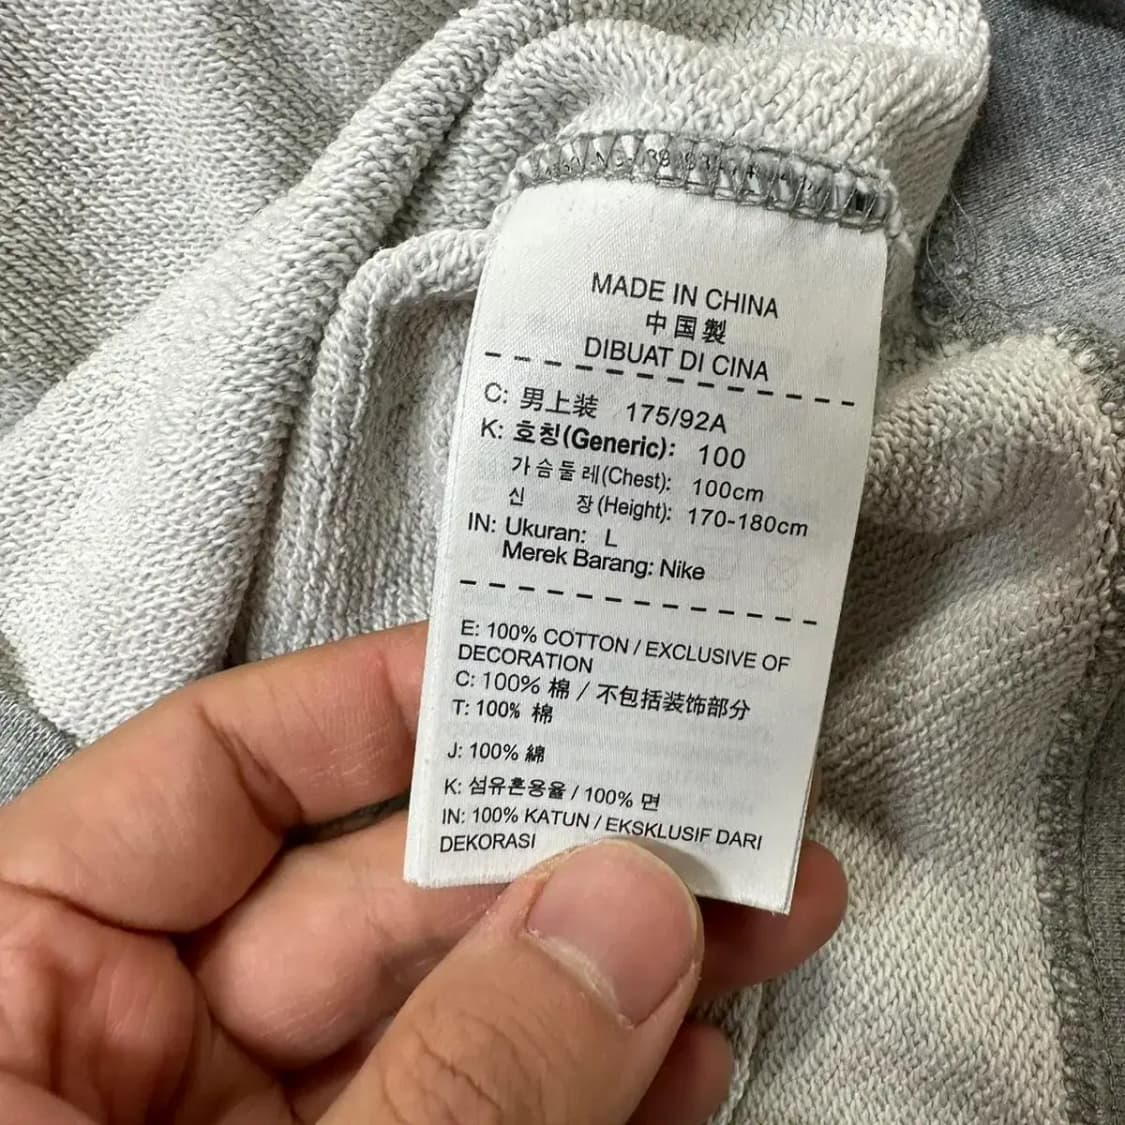 MADE IN CHINA
中国製
DIBUAT DI CINA
C: 男上装 175/92A
K: 호칭(Generic): 100
가슴둘레(Chest): 100cm
신 장(Height): 170-180cm
IN: Ukuran: L
Merek Barang: Nike
E: 100% COTTON / EXCLUSIVE OF
DECORATION
C: 100% 棉 / 不包括装饰部分
T: 100% 棉
J: 100% 綿
K: 섬유혼용율 / 100% 면
IN: 100% KATUN / EKSKLUSIF DARI
DEKORASI